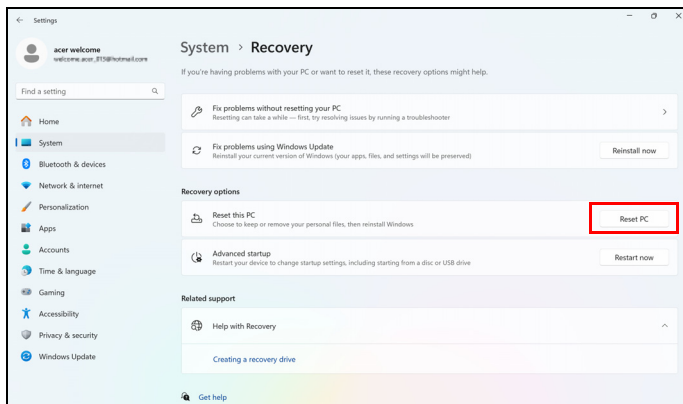 Settings
acer welcome
welcome.acer_815@hotmail.com
Find a setting
Home
System
Bluetooth & devices
Network & internet
Personalization
Apps
Accounts
Time & language
Gaming
Accessibility
Privacy & security
Windows Update
System > Recovery
If you're having problems with your PC or want to reset it, these recovery options might help.
Fix problems without resetting your PC
Resetting can take a while — first, try resolving issues by running a troubleshooter
Fix problems using Windows Update
Reinstall your current version of Windows (your apps, files, and settings will be preserved)
Reinstall now
Recovery options
Reset this PC
Choose to keep or remove your personal files, then reinstall Windows
Reset PC
Advanced startup
Restart your device to change startup settings, including starting from a disc or USB drive
Restart now
Related support
Help with Recovery
Creating a recovery drive
Get help